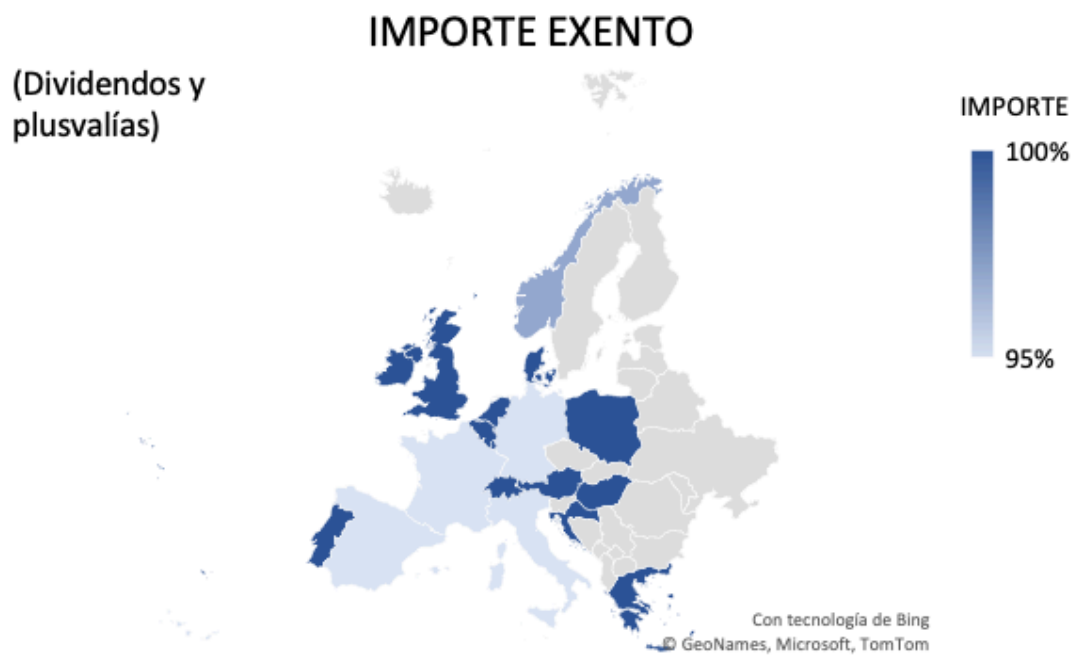 IMPORTE EXENTO
(Dividendos y
plusvalías)
IMPORTE
100%
95%
Con tecnología de Bing
© GeoNames, Microsoft, TomTom